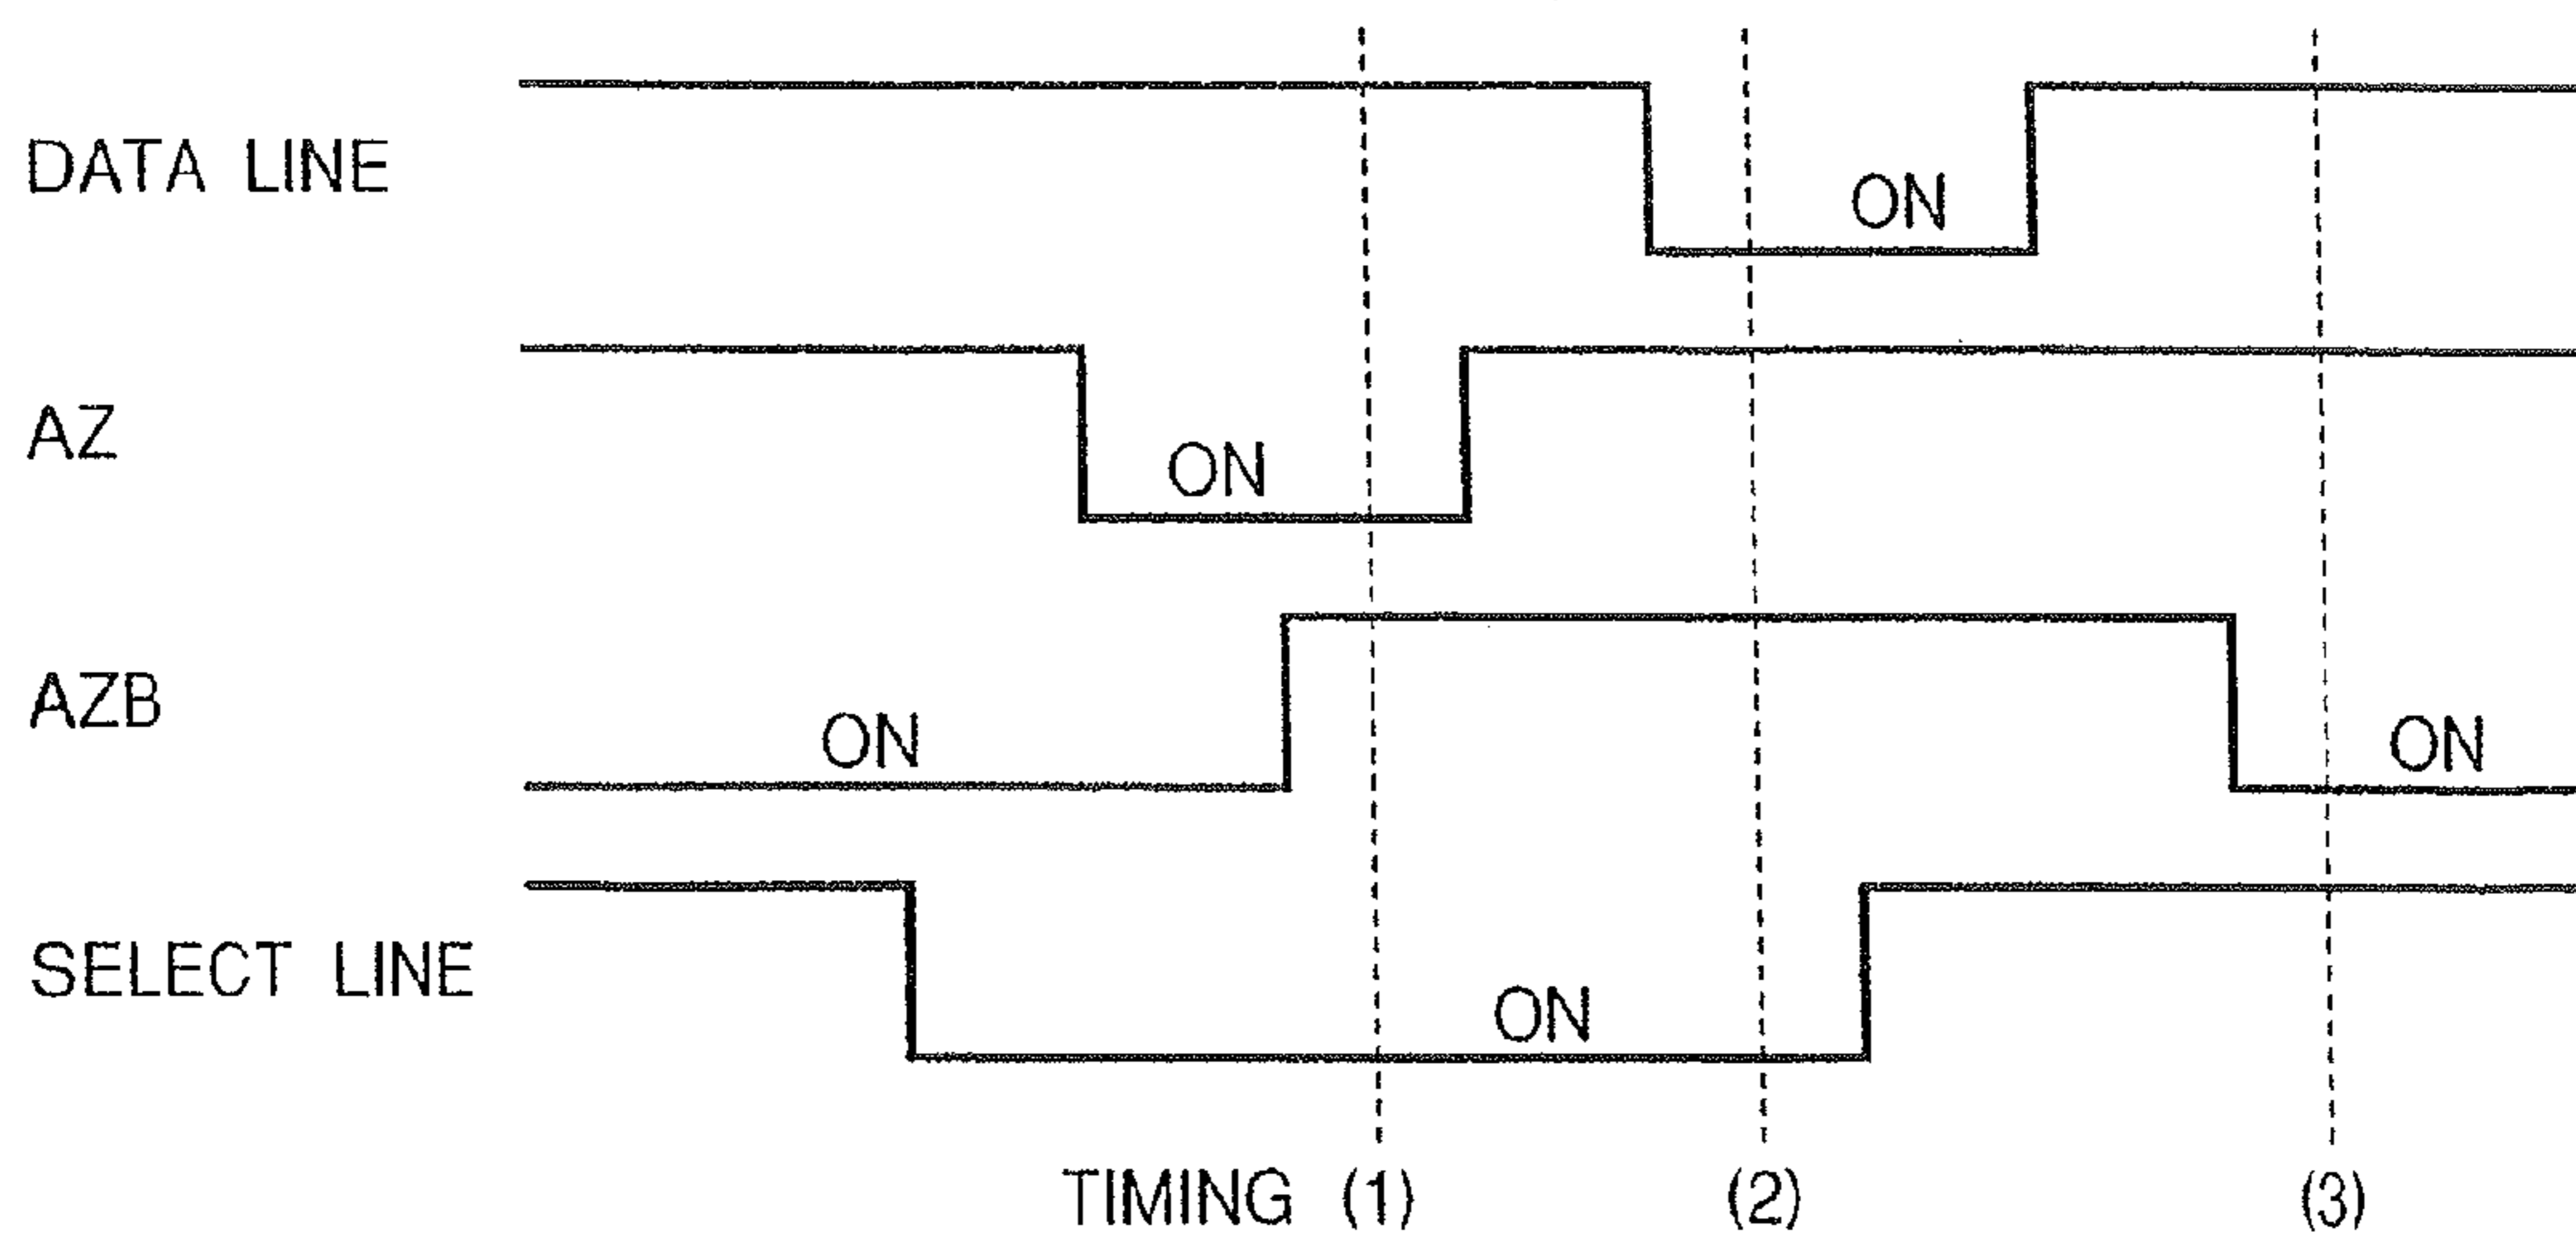 DATA LINE
ON
AZ
ON
AZB
ON
ON
SELECT LINE
ON
TIMING (1) (2) (3)